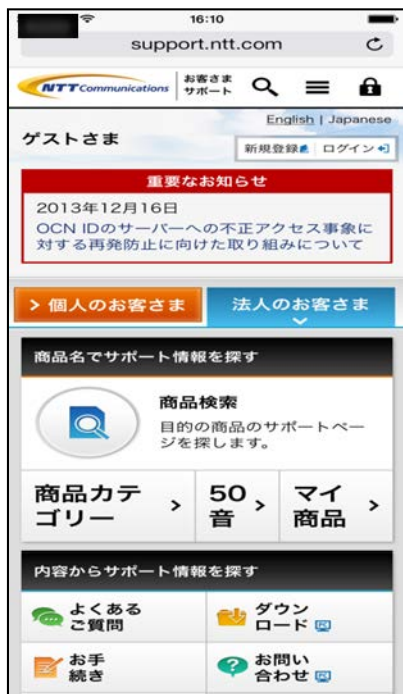 16:10
support.ntt.com
NTT Communications
お客さま
サポート
English | Japanese
ゲストさま
新規登録 ログイン
重要なお知らせ
2013年12月16日
OCN IDのサーバーへの不正アクセス事象に
対する再発防止に向けた取り組みについて
> 個人のお客さま
法人のお客さま
商品名でサポート情報を探す
商品検索
目的の商品のサポートペー
ジを探します。
商品カテ
ゴリー
50
音
マイ
商品
内容からサポート情報を探す
よくある
ご質問
ダウン
ロード
お手
続き
お問い
合わせ